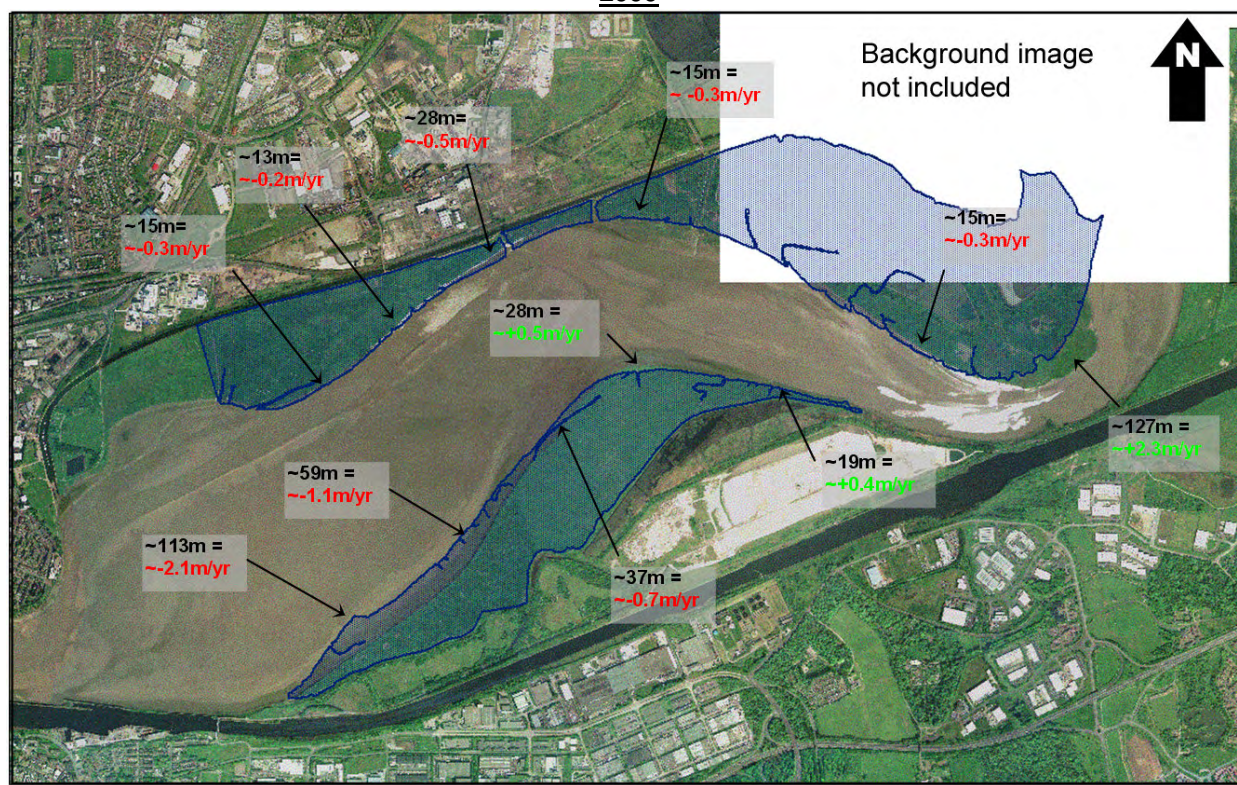 Background image
not included
N
~15m =
~ -0.3m/yr
~28m=
~-0.5m/yr
~13m=
~-0.2m/yr
~15m=
~-0.3m/yr
~15m=
~-0.3m/yr
~28m =
~+0.5m/yr
~127m =
~+2.3m/yr
~19m =
~+0.4m/yr
~59m =
~-1.1m/yr
~113m =
~-2.1m/yr
~37m =
~-0.7m/yr